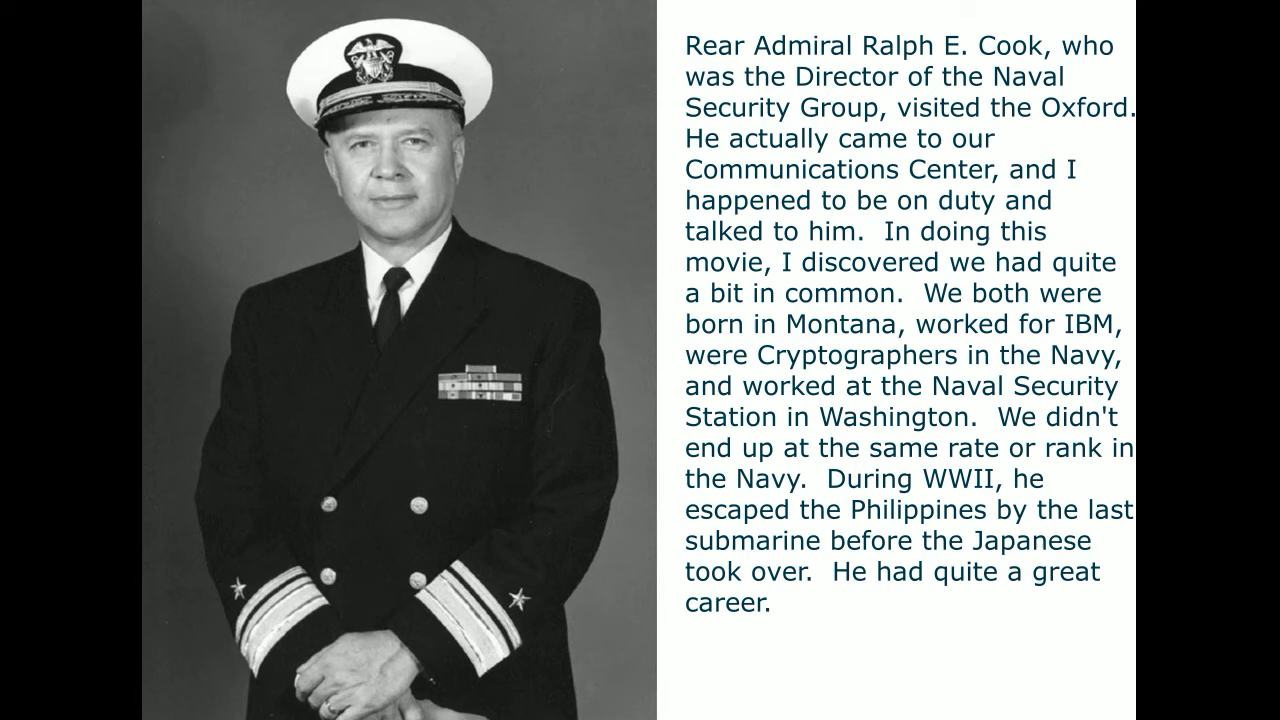 Rear Admiral Ralph E. Cook, who
was the Director of the Naval
Security Group, visited the Oxford.
He actually came to our
Communications Center, and I
happened to be on duty and
talked to him.  In doing this
movie, I discovered we had quite
a bit in common.  We both were
born in Montana, worked for IBM,
were Cryptographers in the Navy,
and worked at the Naval Security
Station in Washington.  We didn't
end up at the same rate or rank in
the Navy.  During WWII, he
escaped the Philippines by the last
submarine before the Japanese
took over.  He had quite a great
career.